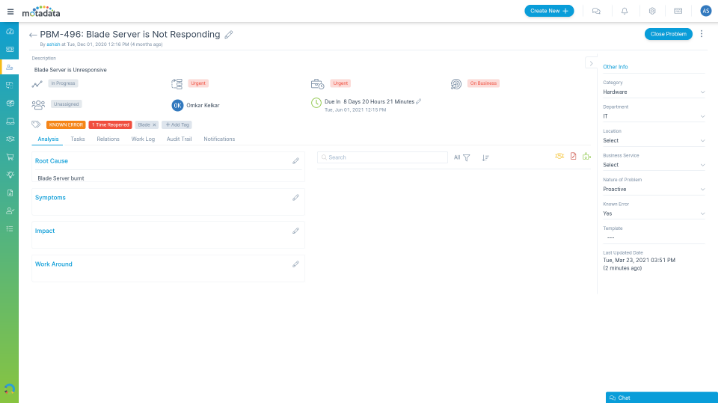 motadata
Create New +
AS
← PBM-496: Blade Server is Not Responding
Close Problem
By ashish at Tue, Dec 01, 2020 12:16 PM (4 months ago)
Description
Blade Server is Unresponsive
In Progress
Urgent
Urgent
On Business
Unassigned
OK
Omkar Kelkar
Due In 8 Days 20 Hours 21 Minutes
Tue, Jun 01, 2021 12:13 PM
KNOWN ERROR
1 Time Reopened
+ Add Tag
Analysis
Tasks
Relations
Work Log
Audit Trail
Notifications
Root Cause
Blade Server burnt
Symptoms
Impact
Work Around
Search
All
Other Info
Category
Hardware
Department
IT
Location
Select
Business Service
Select
Nature of Problem
Proactive
Known Error
Yes
Template
---
Last Updated Date
Tue, Mar 23, 2021 03:51 PM
(2 minutes ago)
Chat